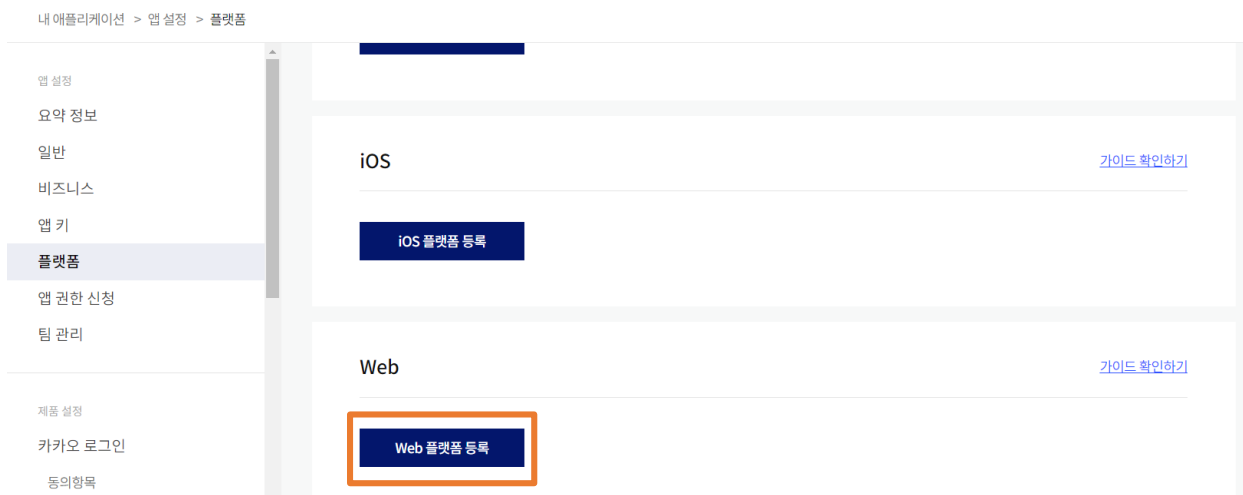 내 애플리케이션 > 앱 설정 > 플랫폼
앱 설정
요약 정보
일반
비즈니스
앱 키
플랫폼
앱 권한 신청
팀 관리
제품 설정
카카오 로그인
동의항목
iOS
가이드 확인하기
iOS 플랫폼 등록
Web
가이드 확인하기
Web 플랫폼 등록